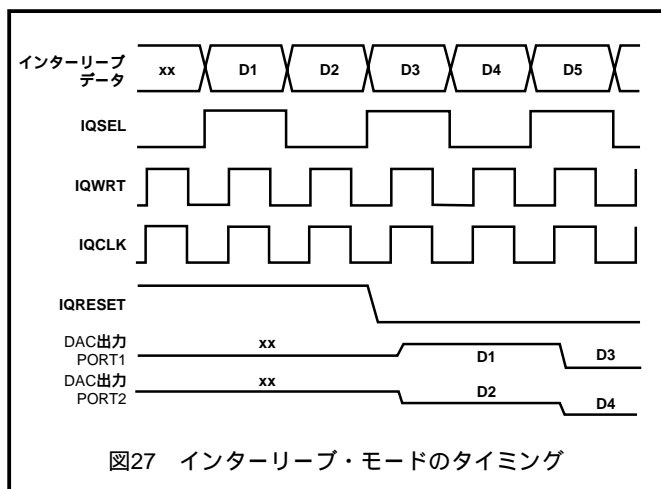 インターリーブ
データ
xx D1 D2 D3 D4 D5
IQSEL
IQWRT
IQCLK
IQRESET
DAC出力
PORT1
xx D1 D3
DAC出力
PORT2
xx D2 D4
図27 インターリーブ・モードのタイミング